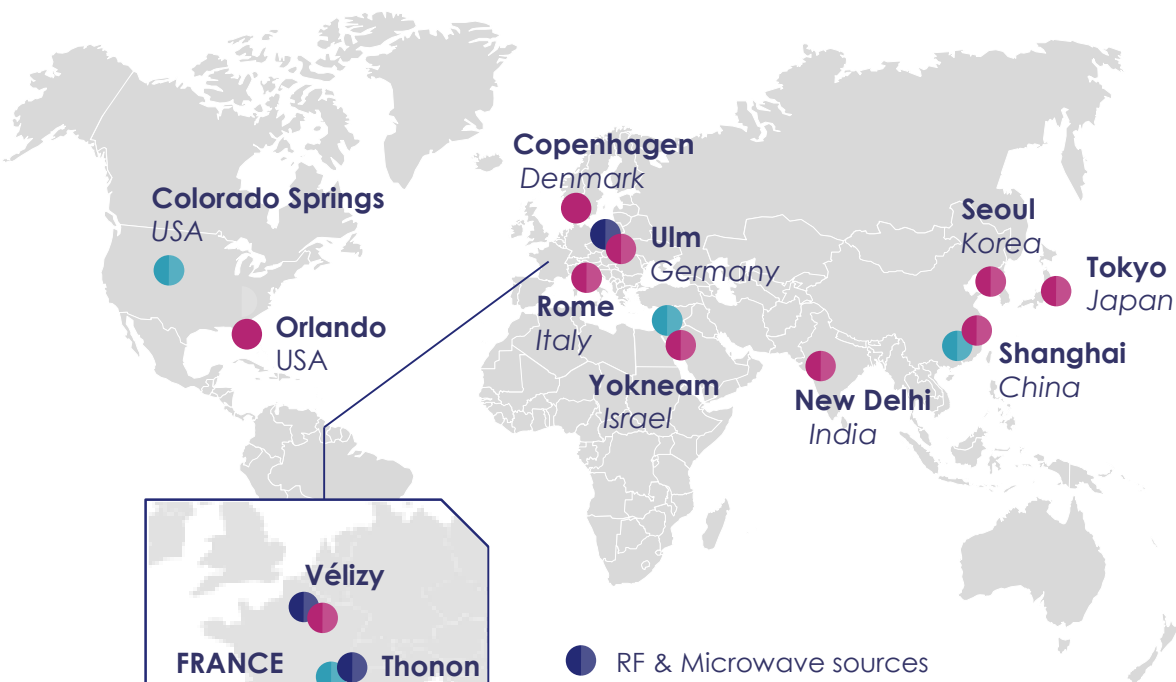 Copenhagen
Denmark
Colorado Springs
USA
Ulm
Germany
Seoul
Korea
Tokyo
Japan
Rome
Italy
Orlando
USA
Shanghai
China
Yokneam
Israel
New Delhi
India
Vélizy
FRANCE
Thonon
RF & Microwave sources